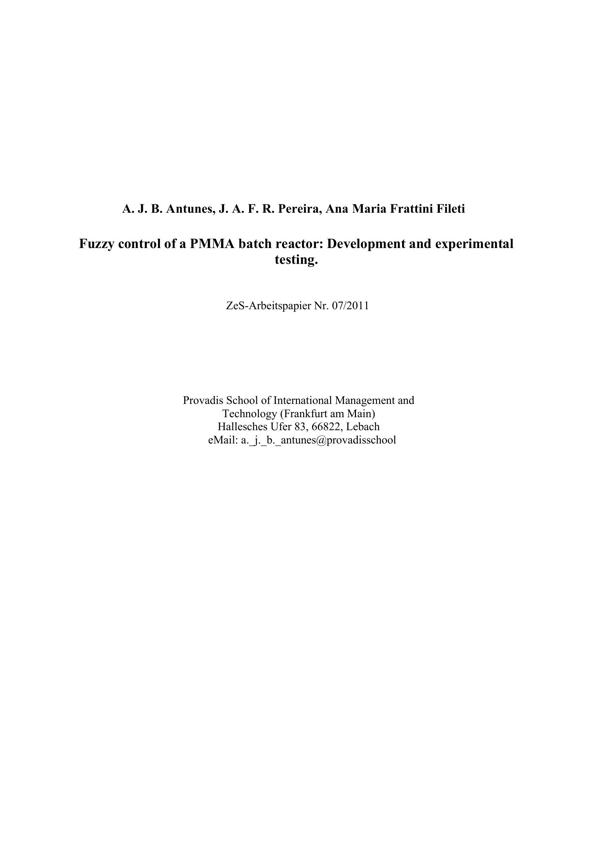 A. J. B. Antunes, J. A. F. R. Pereira, Ana Maria Frattini Fileti
Fuzzy control of a PMMA batch reactor: Development and experimental
testing.
ZeS-Arbeitspapier Nr. 07/2011
Provadis School of International Management and
Technology (Frankfurt am Main)
Hallesches Ufer 83, 66822, Lebach
eMail: a._j._b._antunes@provadisschool